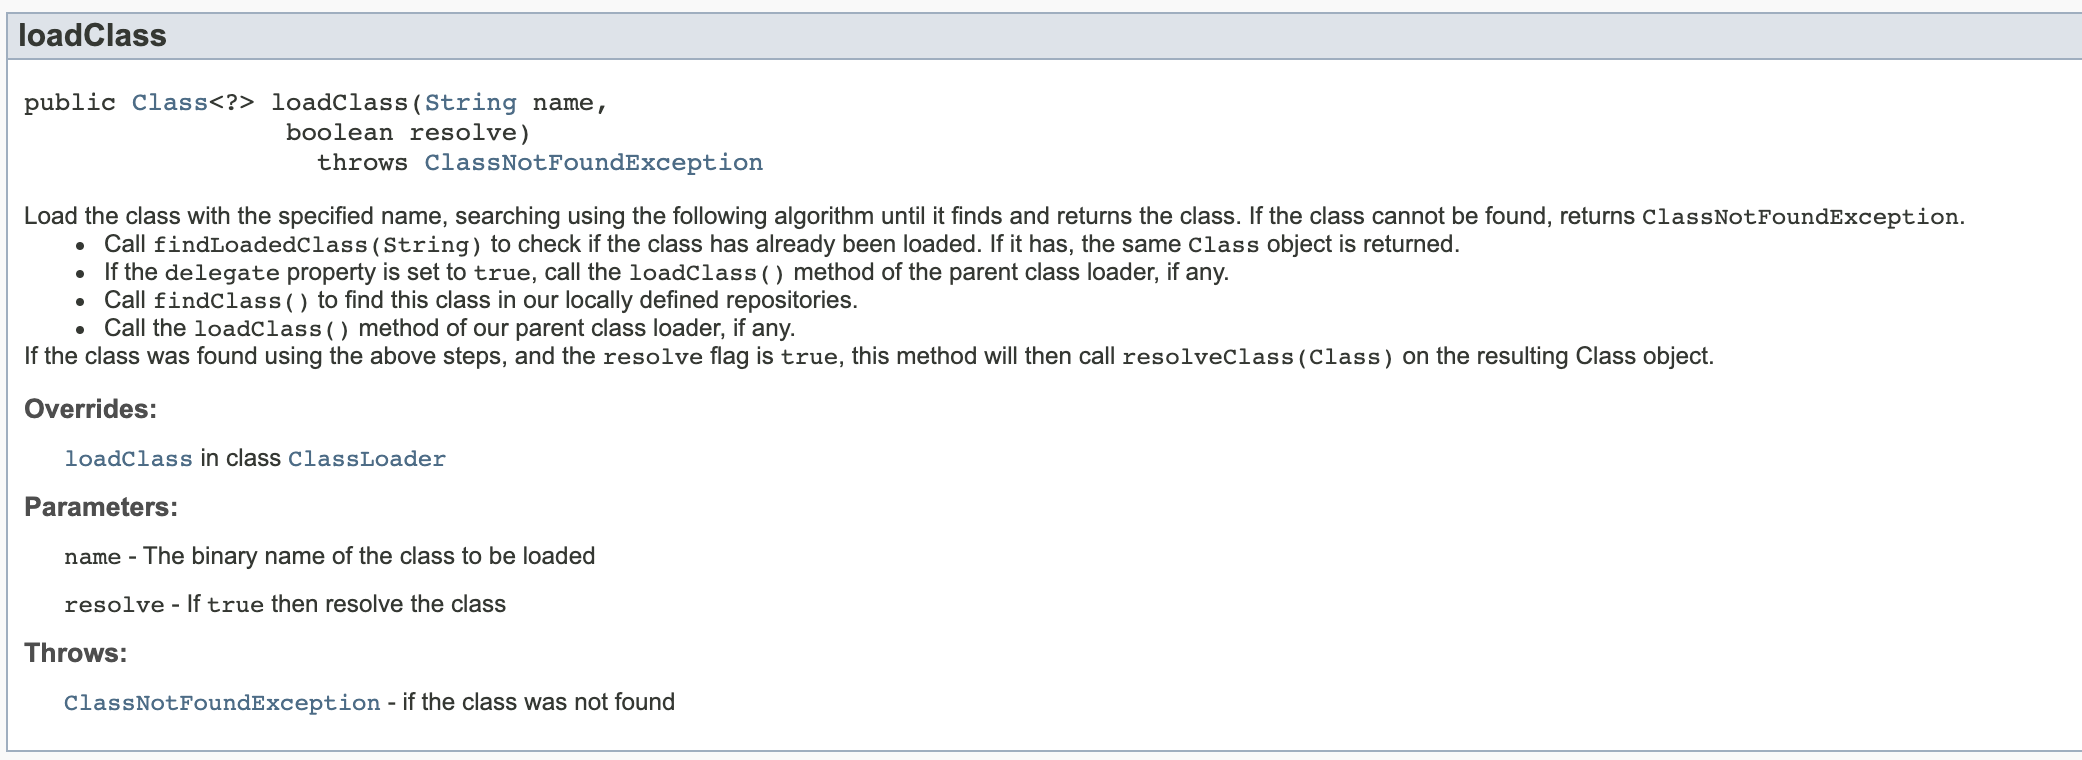 loadClass
public Class<?> loadClass(String name,
boolean resolve)
throws ClassNotFoundException
Load the class with the specified name, searching using the following algorithm until it finds and returns the class. If the class cannot be found, returns ClassNotFoundException.
• Call findLoadedClass(String) to check if the class has already been loaded. If it has, the same Class object is returned.
• If the delegate property is set to true, call the loadClass() method of the parent class loader, if any.
• Call findClass() to find this class in our locally defined repositories.
• Call the loadClass() method of our parent class loader, if any.
If the class was found using the above steps, and the resolve flag is true, this method will then call resolveClass(Class) on the resulting Class object.
Overrides:
loadClass in class ClassLoader
Parameters:
name - The binary name of the class to be loaded
resolve - If true then resolve the class
Throws:
ClassNotFoundException - if the class was not found